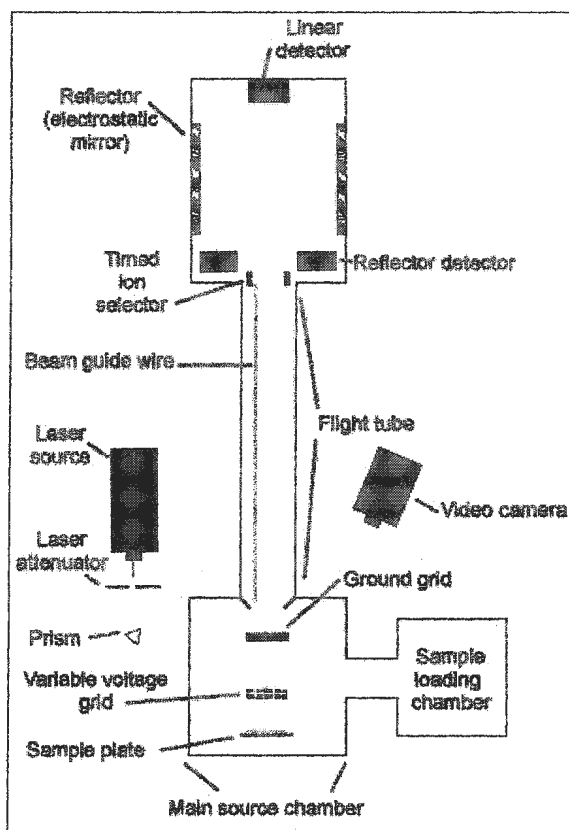 Linear
detector
Reflector
(electrostatic
mirror)
Timed
ion
selector
Reflector detector
Beam guide wire
Flight tube
Laser
source
Video camera
Laser
attenuator
Ground grid
Prism
Sample
loading
chamber
Variable voltage
grid
Sample plate
Main source chamber